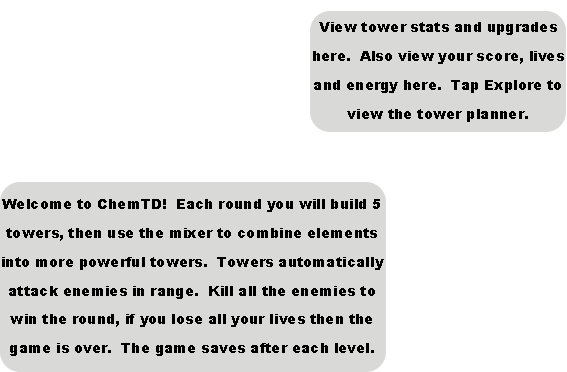 View tower stats and upgrades
here.  Also view your score, lives
and energy here.  Tap Explore to
view the tower planner.
Welcome to ChemTD!  Each round you will build 5
towers, then use the mixer to combine elements
into more powerful towers.  Towers automatically
attack enemies in range.  Kill all the enemies to
win the round, if you lose all your lives then the
game is over.  The game saves after each level.